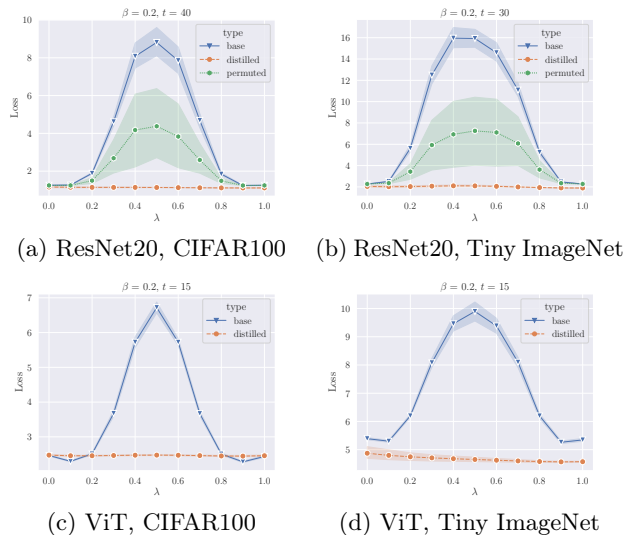 β = 0.2, t = 40
10
8
6
4
2
Loss
type
base
distilled
permuted
0.0 0.2 0.4 0.6 0.8 1.0
λ
(a) ResNet20, CIFAR100
β = 0.2, t = 30
16
14
12
10
8
6
4
2
Loss
type
base
distilled
permuted
0.0 0.2 0.4 0.6 0.8 1.0
λ
(b) ResNet20, Tiny ImageNet
β = 0.2, t = 15
7
6
5
4
3
Loss
type
base
distilled
0.0 0.2 0.4 0.6 0.8 1.0
λ
(c) ViT, CIFAR100
β = 0.2, t = 15
10
9
8
7
6
5
Loss
type
base
distilled
0.0 0.2 0.4 0.6 0.8 1.0
λ
(d) ViT, Tiny ImageNet